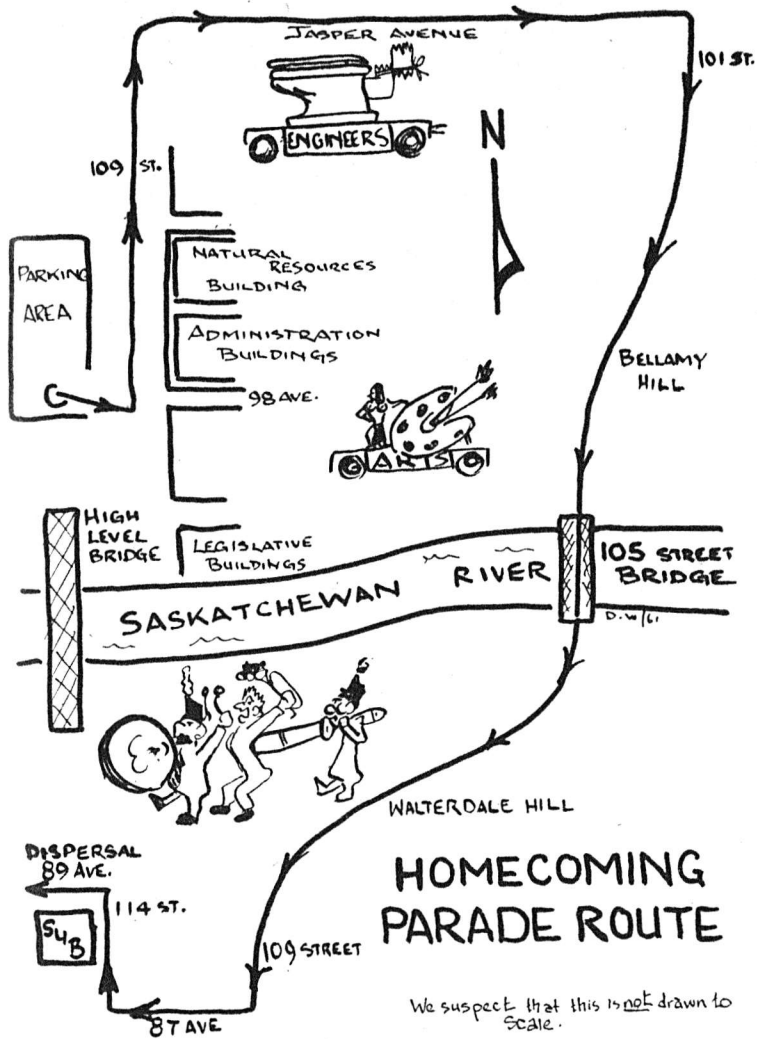 JASPER AVENUE
101 ST.
ENGINEERS
N
109 ST.
NATURAL
RESOURCES
BUILDING
PARKING
AREA
ADMINISTRATION
BUILDINGS
BELLAMY
HILL
98 AVE.
ARTS
HIGH
LEVEL
BRIDGE
LEGISLATIVE
BUILDINGS
105 STREET
BRIDGE
SASKATCHEWAN RIVER
D.W/61
WALTERDALE HILL
DISPERSAL
89 AVE.
114 ST.
SUB
109 STREET
87 AVE
HOMECOMING
PARADE ROUTE
We suspect that this is not drawn to
scale.